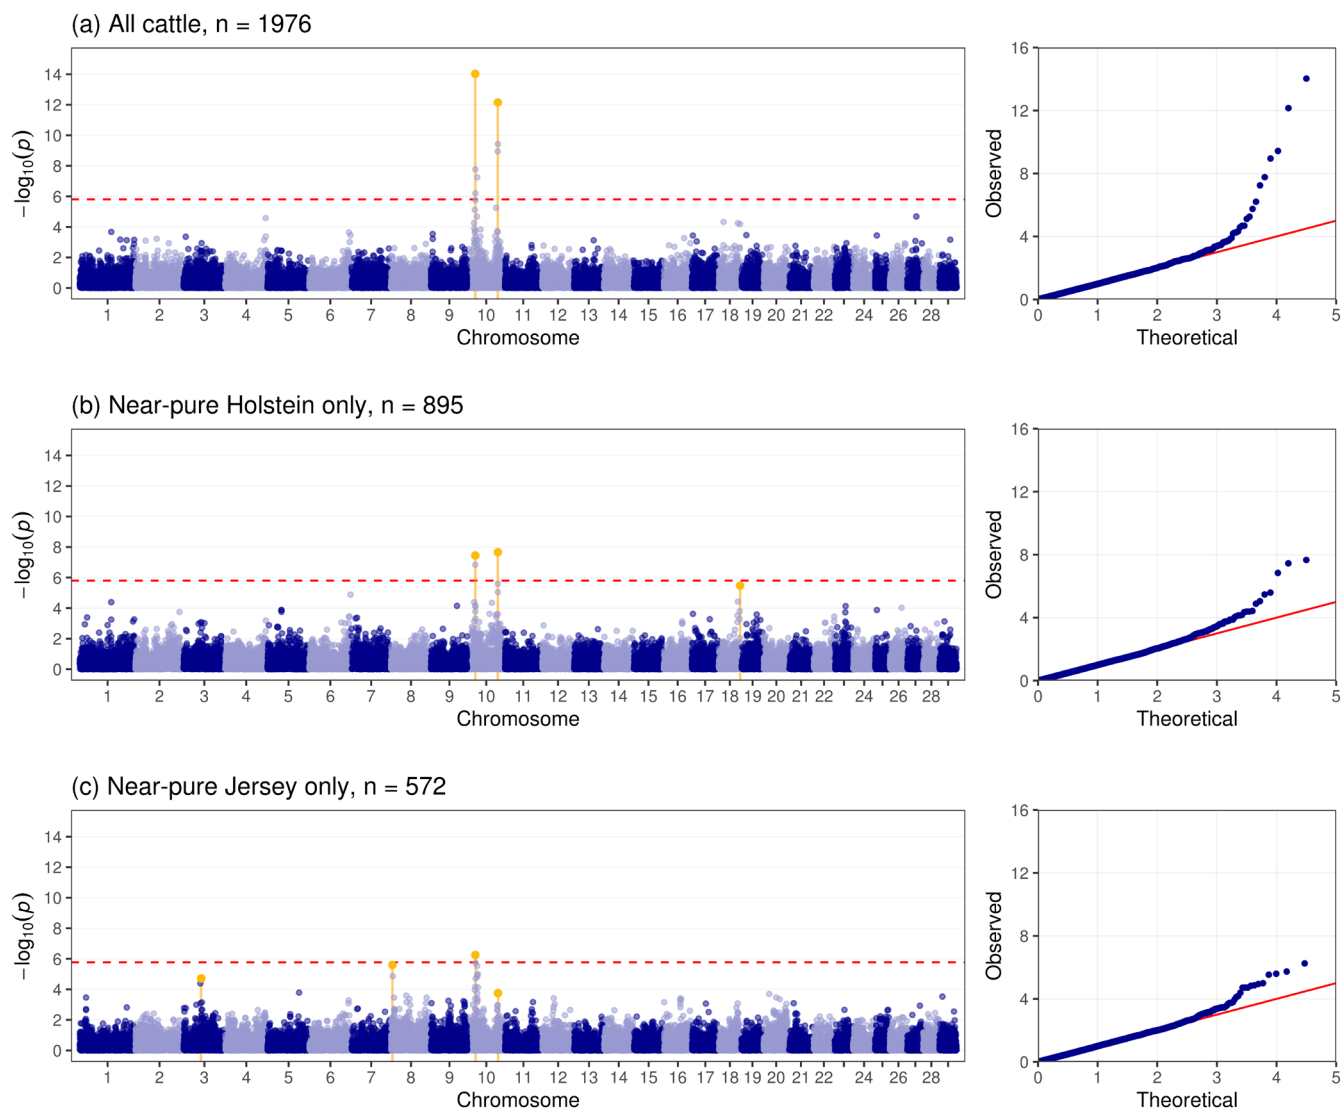 (a) All cattle, n = 1976
14
12
10
8
6
4
2
0
−log10(p)
1 2 3 4 5 6 7 8 9 10 11 12 13 14 15 16 17 18 19 20 21 22 24 26 28
Chromosome
16
12
8
4
0
Observed
0 1 2 3 4 5
Theoretical
(b) Near-pure Holstein only, n = 895
14
12
10
8
6
4
2
0
−log10(p)
1 2 3 4 5 6 7 8 9 10 11 12 13 14 15 16 17 18 19 20 21 22 24 26 28
Chromosome
16
12
8
4
0
Observed
0 1 2 3 4 5
Theoretical
(c) Near-pure Jersey only, n = 572
14
12
10
8
6
4
2
0
−log10(p)
1 2 3 4 5 6 7 8 9 10 11 12 13 14 15 16 17 18 19 20 21 22 24 26 28
Chromosome
16
12
8
4
0
Observed
0 1 2 3 4 5
Theoretical